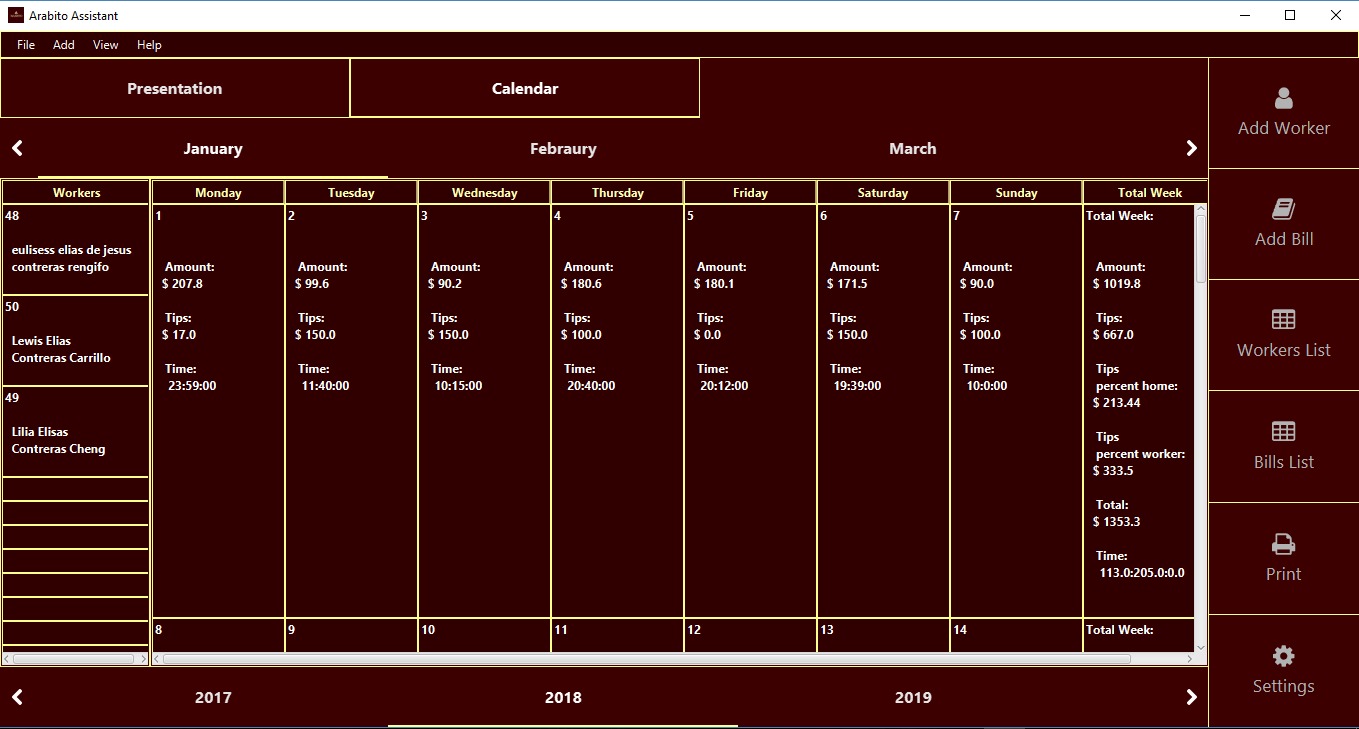 Arabito Assistant
File Add View Help
Presentation Calendar
January Febraury March
Workers Monday Tuesday Wednesday Thursday Friday Saturday Sunday Total Week
48
eulisess elias de jesus
contreras rengifo
50
Lewis Elias
Contreras Carrillo
49
Lilia Elisas
Contreras Cheng
1
Amount:
$ 207.8
Tips:
$ 17.0
Time:
23:59:00
2
Amount:
$ 99.6
Tips:
$ 150.0
Time:
11:40:00
3
Amount:
$ 90.2
Tips:
$ 150.0
Time:
10:15:00
4
Amount:
$ 180.6
Tips:
$ 100.0
Time:
20:40:00
5
Amount:
$ 180.1
Tips:
$ 0.0
Time:
20:12:00
6
Amount:
$ 171.5
Tips:
$ 150.0
Time:
19:39:00
7
Amount:
$ 90.0
Tips:
$ 100.0
Time:
10:0:00
Total Week:
Amount:
$ 1019.8
Tips:
$ 667.0
Tips
percent home:
$ 213.44
Tips
percent worker:
$ 333.5
Total:
$ 1353.3
Time:
113.0:205.0:0.0
8 9 10 11 12 13 14 Total Week:
2017 2018 2019
Add Worker
Add Bill
Workers List
Bills List
Print
Settings